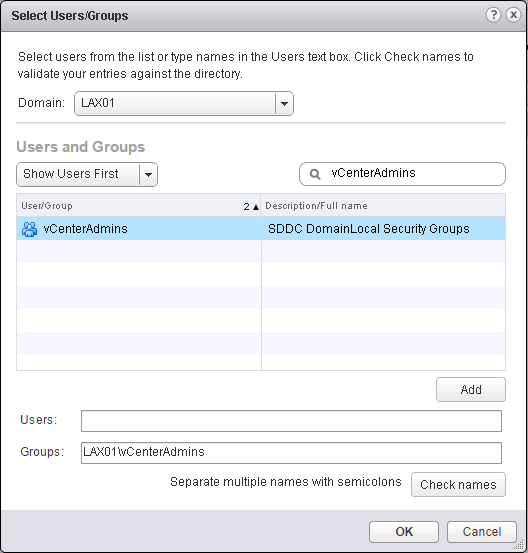 Select Users/Groups
Select users from the list or type names in the Users text box. Click Check names to
validate your entries against the directory.
Domain: LAX01
Users and Groups
Show Users First vCenterAdmins
User/Group 2 ▲ Description/Full name
vCenterAdmins SDDC DomainLocal Security Groups
Add
Users:
Groups: LAX01\vCenterAdmins
Separate multiple names with semicolons Check names
OK Cancel